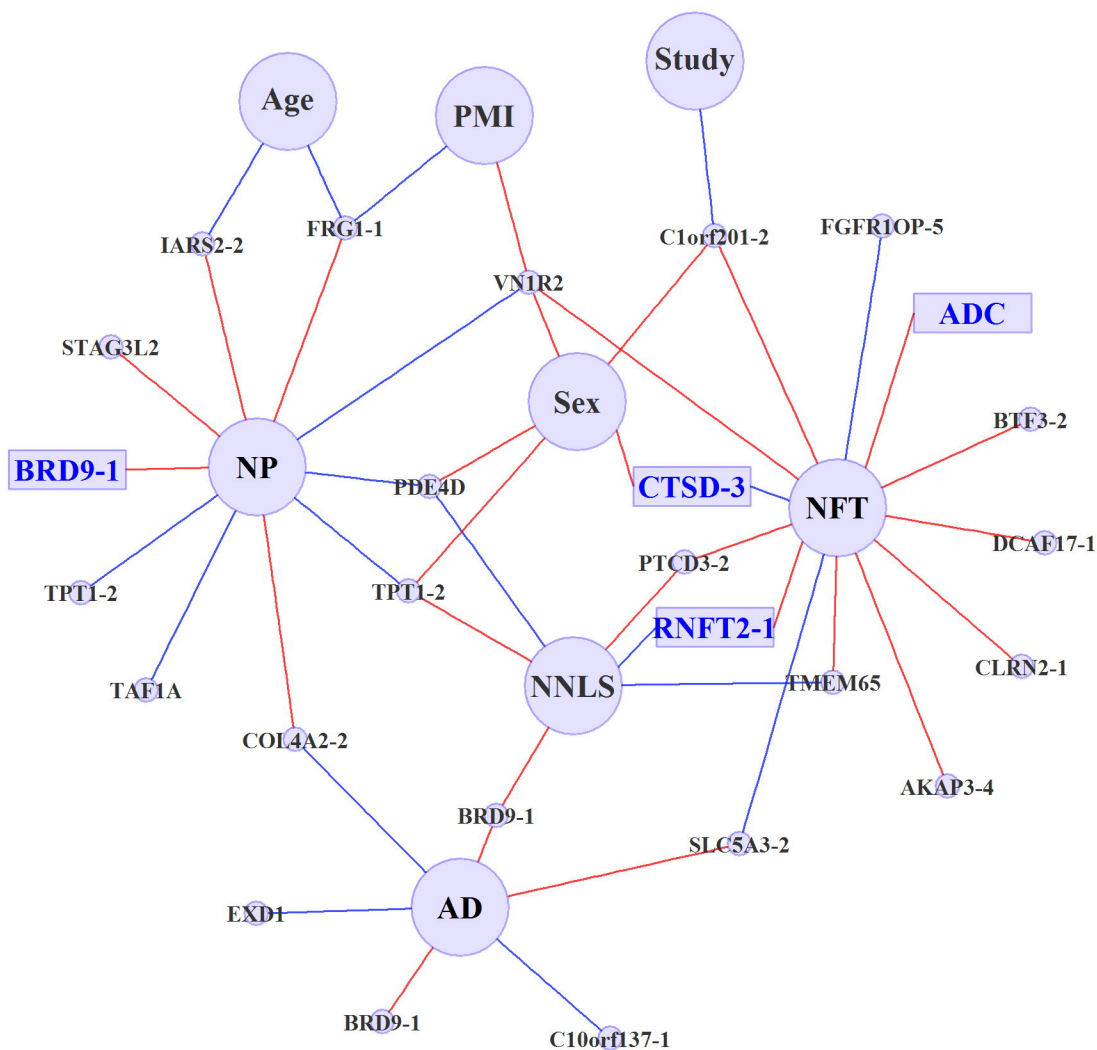 Study
Age
PMI
FRG1-1
FGFR1OP-5
C1orf201-2
IARS2-2
VN1R2
ADC
STAG3L2
Sex
BTF3-2
NP
BRD9-1
PDE4D
CTSD-3
NFT
DCAF17-1
PTCD3-2
TPT1-2
TPT1-2
RNFT2-1
CLRN2-1
NNLS
TMEM65
TAF1A
COL4A2-2
AKAP3-4
BRD9-1
SLC5A3-2
AD
EXD1
BRD9-1
C10orf137-1